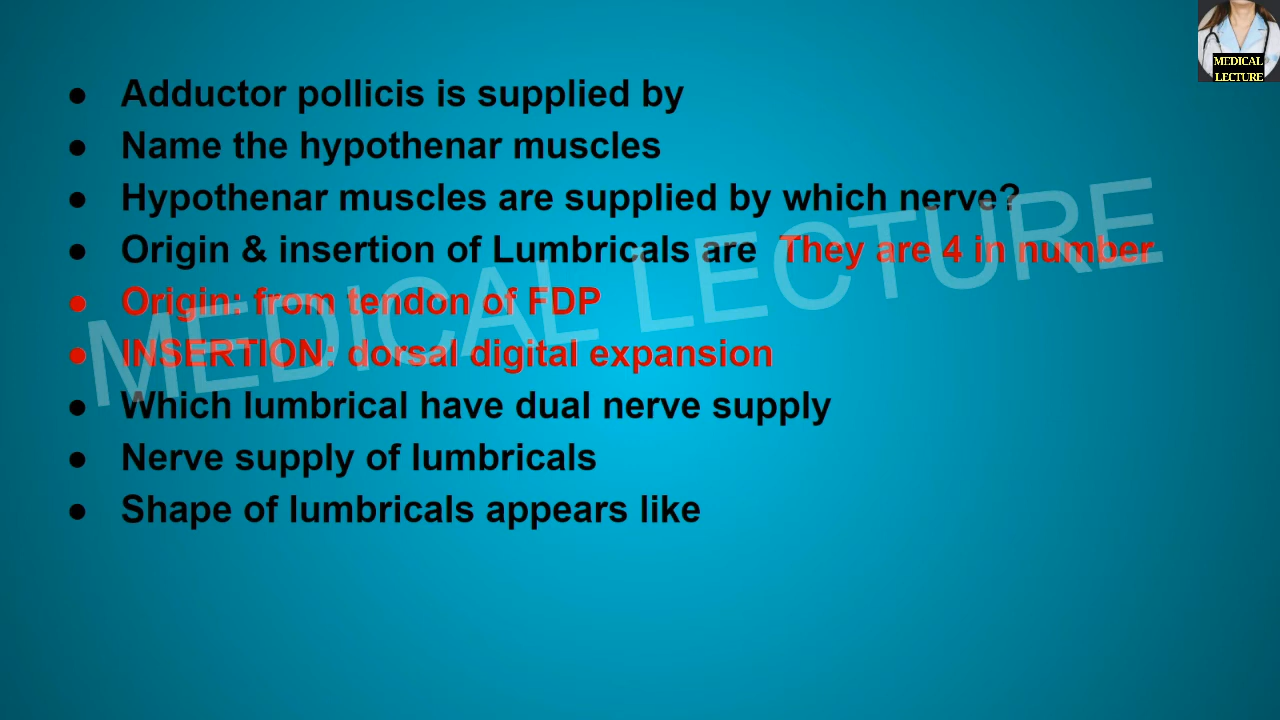 MEDICAL
LECTURE
● Adductor pollicis is supplied by
● Name the hypothenar muscles
● Hypothenar muscles are supplied by which nerve?
● Origin & insertion of Lumbricals are They are 4 in number
● Origin: from tendon of FDP
● INSERTION: dorsal digital expansion
● Which lumbrical have dual nerve supply
● Nerve supply of lumbricals
● Shape of lumbricals appears like
MEDICAL LECTURE